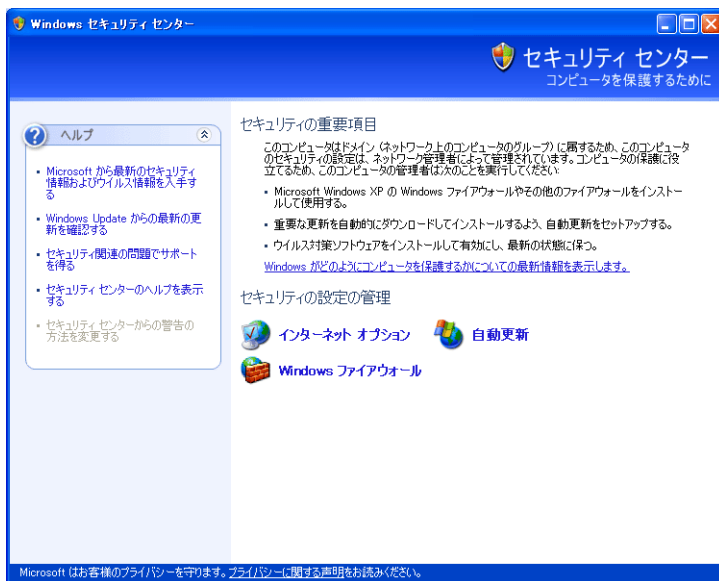 Windows セキュリティ センター
セキュリティ センター
コンピュータを保護するために
ヘルプ
Microsoft から最新のセキュリティ
情報およびウイルス情報を入手す
る
Windows Update からの最新の更
新を確認する
セキュリティ関連の問題でサポート
を得る
セキュリティ センターのヘルプを表示
する
セキュリティ センターからの警告の
方法を変更する
セキュリティの重要項目
このコンピュータはドメイン (ネットワーク上のコンピュータのグループ) に属するため、このコンピュータ
のセキュリティの設定は、ネットワーク管理者によって管理されています。コンピュータの保護に役
立てるため、このコンピュータの管理者は次のことを実行してください:
Microsoft Windows XP の Windows ファイアウォールやその他のファイアウォールをインストー
ルして使用する。
重要な更新を自動的にダウンロードしてインストールするよう、自動更新をセットアップする。
ウイルス対策ソフトウェアをインストールして有効にし、最新の状態に保つ。
Windows がどのようにコンピュータを保護するかについての最新情報を表示します。
セキュリティの設定の管理
インターネット オプション
自動更新
Windows ファイアウォール
Microsoft はお客様のプライバシーを守ります。プライバシーに関する声明をお読みください。